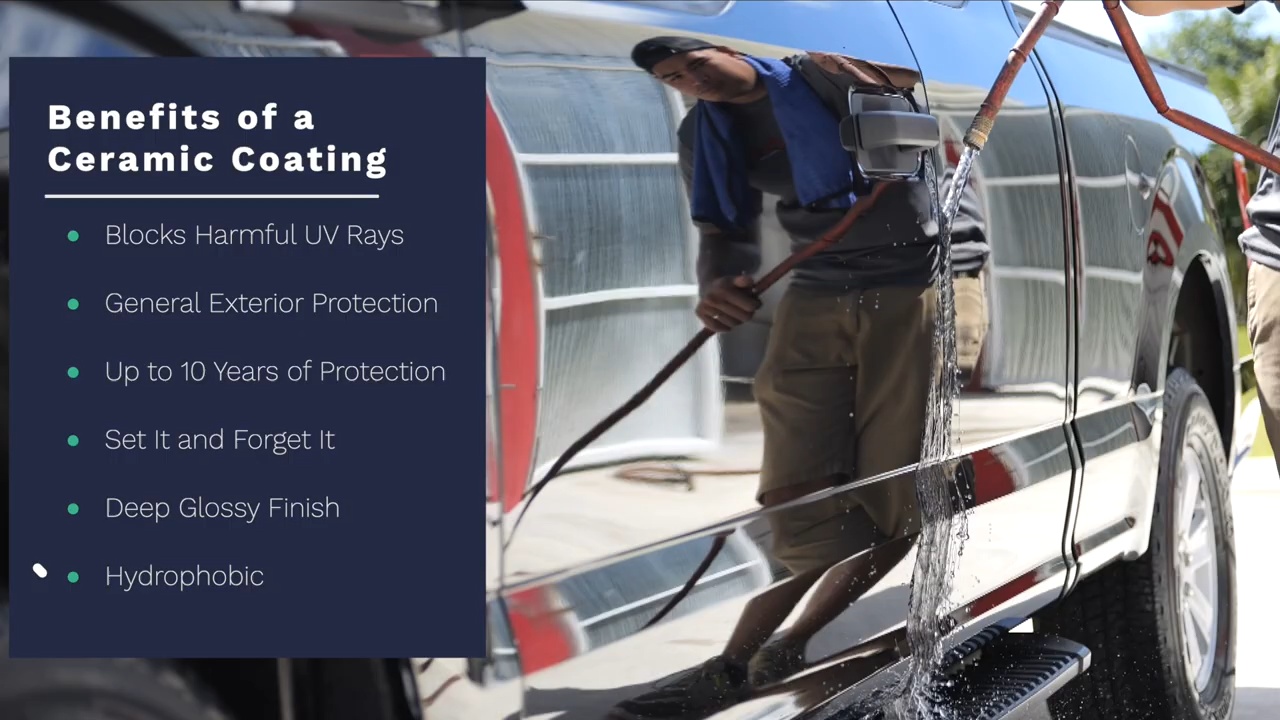 Benefits of a
Ceramic Coating
Blocks Harmful UV Rays
General Exterior Protection
Up to 10 Years of Protection
Set It and Forget It
Deep Glossy Finish
Hydrophobic